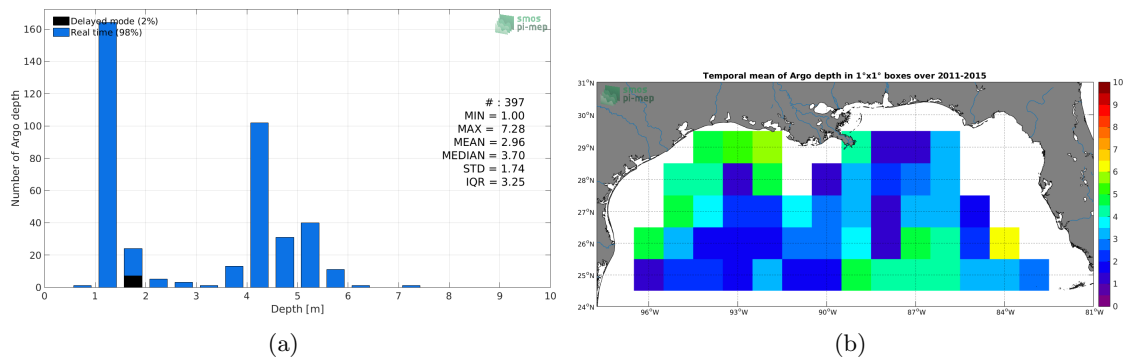 Delayed mode (2%)
Real time (98%)
smos
pi-mep
Number of Argo depth
160
140
120
100
80
60
40
20
0
# : 397
MIN = 1.00
MAX = 7.28
MEAN = 2.96
MEDIAN = 3.70
STD = 1.74
IQR = 3.25
0 1 2 3 4 5 6 7 8 9 10
Depth [m]
(a)
Temporal mean of Argo depth in 1°x1° boxes over 2011-2015
smos
pi-mep
31°N
30°N
29°N
28°N
27°N
26°N
25°N
24°N
96°W 93°W 90°W 87°W 84°W 81°W
10
9
8
7
6
5
4
3
2
1
0
(b)